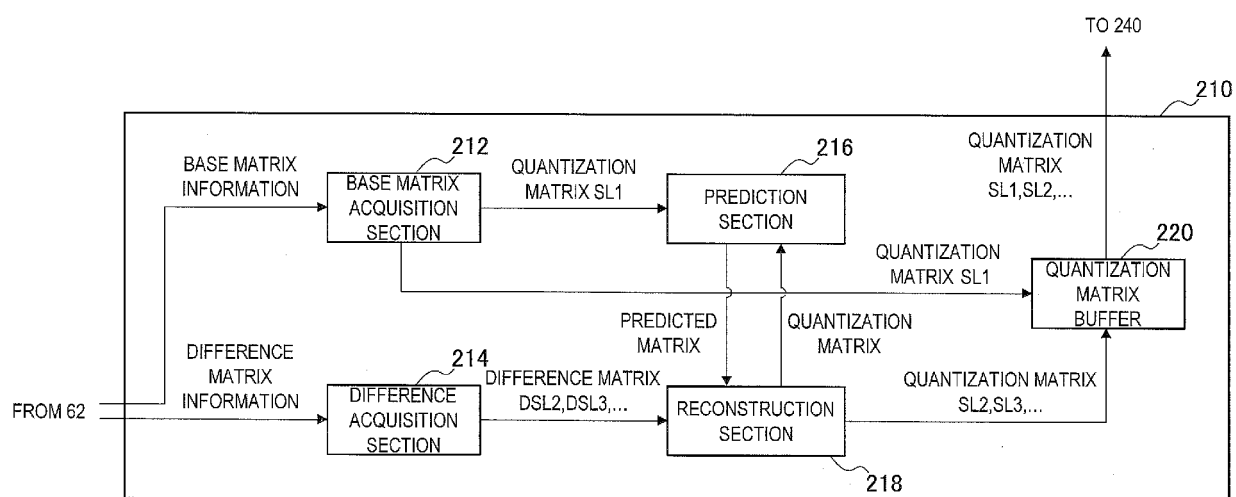 TO 240
210
BASE MATRIX
INFORMATION
212
BASE MATRIX
ACQUISITION
SECTION
QUANTIZATION
MATRIX SL1
216
PREDICTION
SECTION
QUANTIZATION
MATRIX
SL1,SL2,...
QUANTIZATION
MATRIX SL1
220
QUANTIZATION
MATRIX
BUFFER
PREDICTED
MATRIX
QUANTIZATION
MATRIX
FROM 62
DIFFERENCE
MATRIX
INFORMATION
214
DIFFERENCE
ACQUISITION
SECTION
DIFFERENCE MATRIX
DSL2,DSL3,...
RECONSTRUCTION
SECTION
218
QUANTIZATION MATRIX
SL2,SL3,...